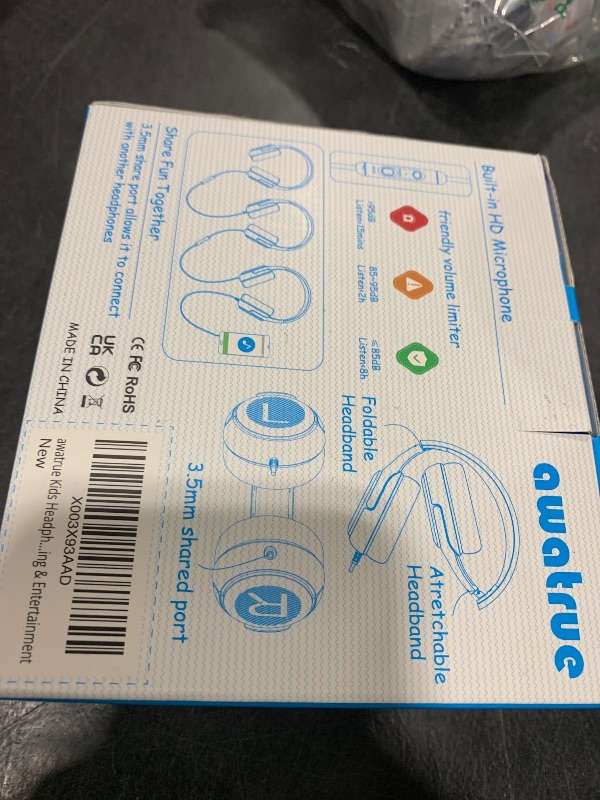 awatrue
Built-in HD Microphone
friendly volume limiter
>95dB
Listen:15mins
85-95dB
Listen:2h
≤85dB
Listen:8h
Share Fun Together
3.5mm share port allows it to connect
with another headphones
Foldable
Headband
Atretchable
Headband
L
R
3.5mm shared port
CE FC RoHS
UK
CA
MADE IN CHINA
X003X93AAD
awatrue Kids Headph...ing & Entertainment
New